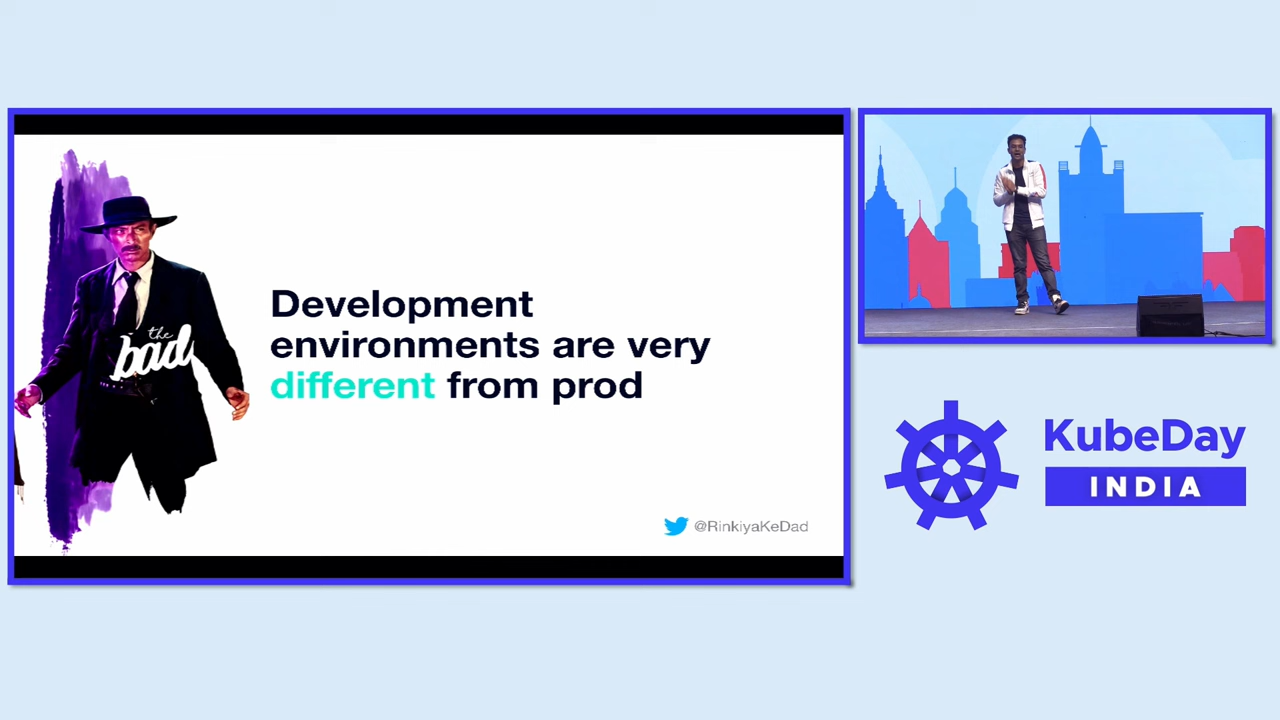 the
bad
Development
environments are very
different from prod
@RinkiyaKeDad
KubeDay
INDIA